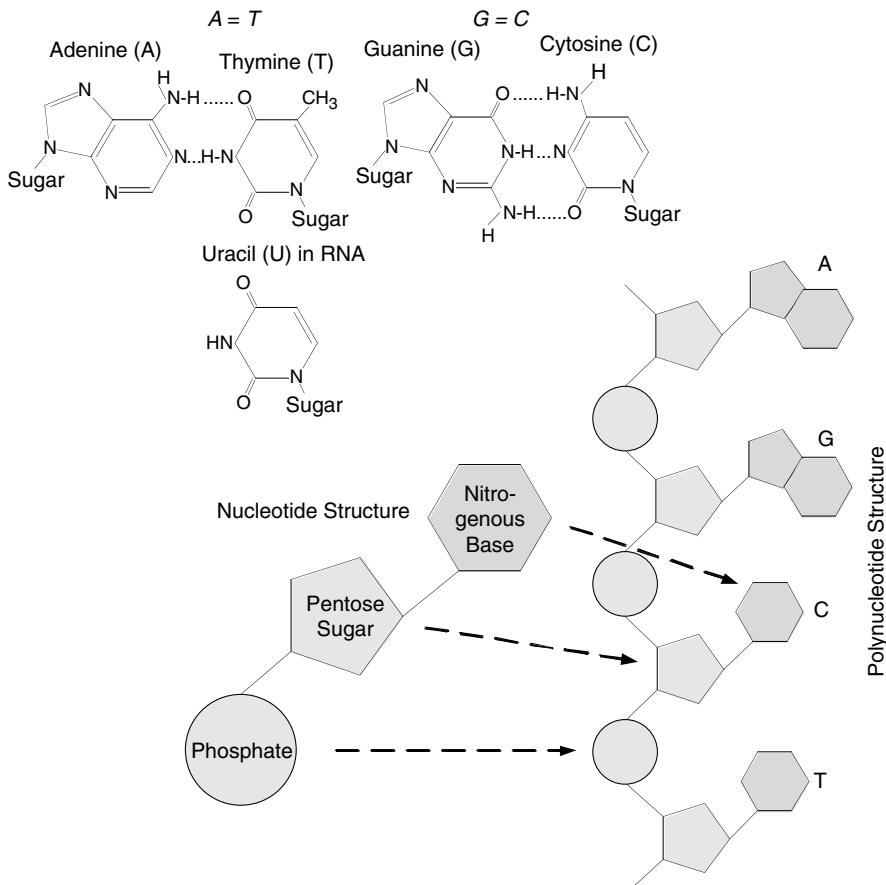 A = T
G = C
Adenine (A)
Thymine (T)
Guanine (G)
Cytosine (C)
H
N
N-H ...... O
CH3
N
N...H-N
Sugar
N
N
O
Sugar
H
N
O ...... H-N
N
N-H...N
Sugar
N
N
N-H......O
H
Sugar
Uracil (U) in RNA
O
HN
N
O
Sugar
Nucleotide Structure
Nitro-
genous
Base
Pentose
Sugar
Phosphate
A
G
C
T
Polynucleotide Structure